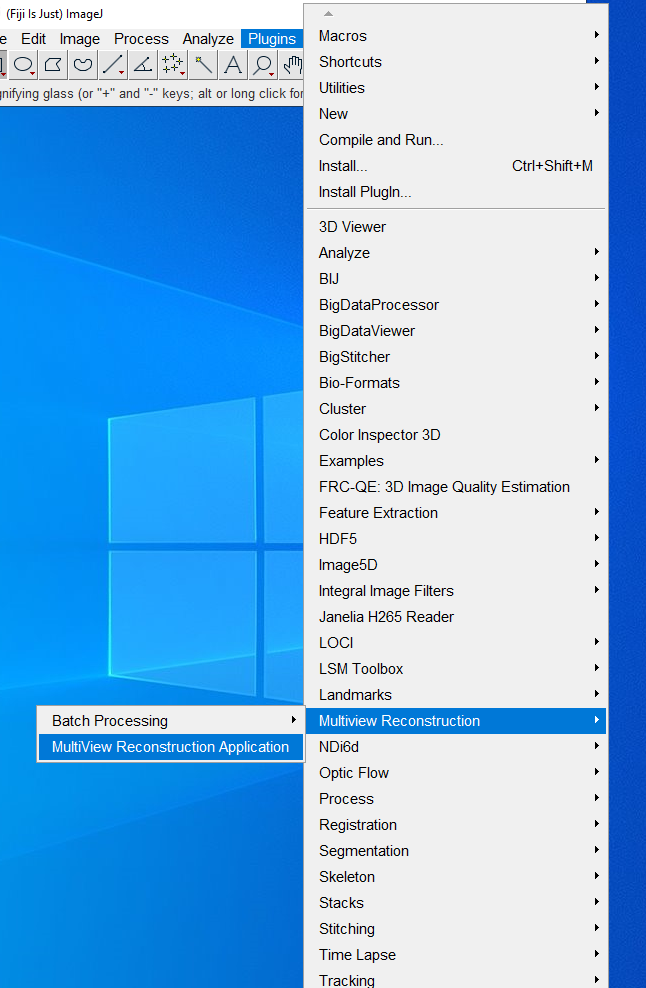 (Fiji Is Just) ImageJ
e Edit Image Process Analyze Plugins
nifying glass (or "+" and "-" keys; alt or long click for
Macros
Shortcuts
Utilities
New
Compile and Run...
Install... Ctrl+Shift+M
Install PlugIn...
3D Viewer
Analyze
BIJ
BigDataProcessor
BigDataViewer
BigStitcher
Bio-Formats
Cluster
Color Inspector 3D
Examples
FRC-QE: 3D Image Quality Estimation
Feature Extraction
HDF5
Image5D
Integral Image Filters
Janelia H265 Reader
LOCI
LSM Toolbox
Landmarks
Multiview Reconstruction
Batch Processing
MultiView Reconstruction Application
NDi6d
Optic Flow
Process
Registration
Segmentation
Skeleton
Stacks
Stitching
Time Lapse
Tracking